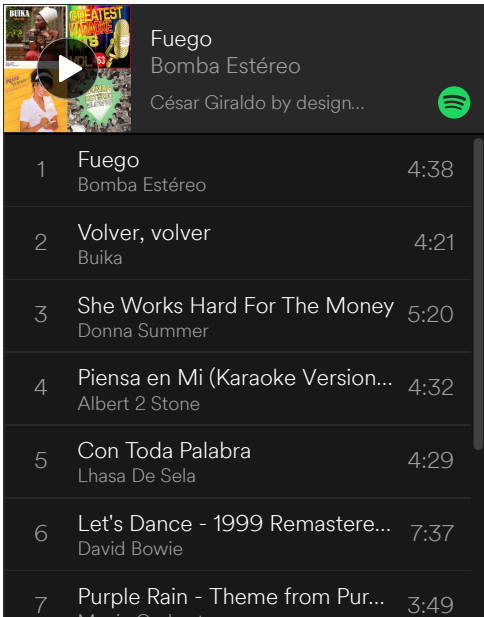 BUIKA
GREATEST
KARAOKE
VOL 63
Fuego
Bomba Estéreo
César Giraldo by design...
1 Fuego 4:38
Bomba Estéreo
2 Volver, volver 4:21
Buika
3 She Works Hard For The Money 5:20
Donna Summer
4 Piensa en Mi (Karaoke Version... 4:32
Albert 2 Stone
5 Con Toda Palabra 4:29
Lhasa De Sela
6 Let's Dance - 1999 Remastere... 7:37
David Bowie
7 Purple Rain - Theme from Pur... 3:49